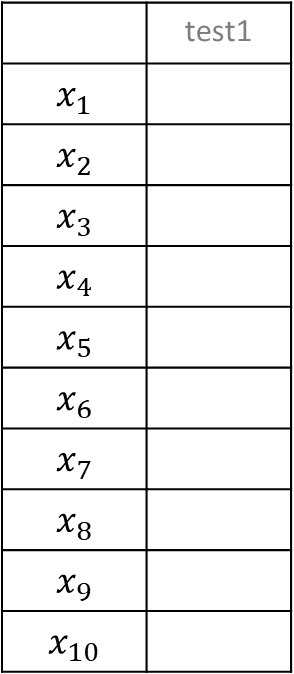 test1
x₁
x₂
x₃
x₄
x₅
x₆
x₇
x₈
x₉
x₁₀